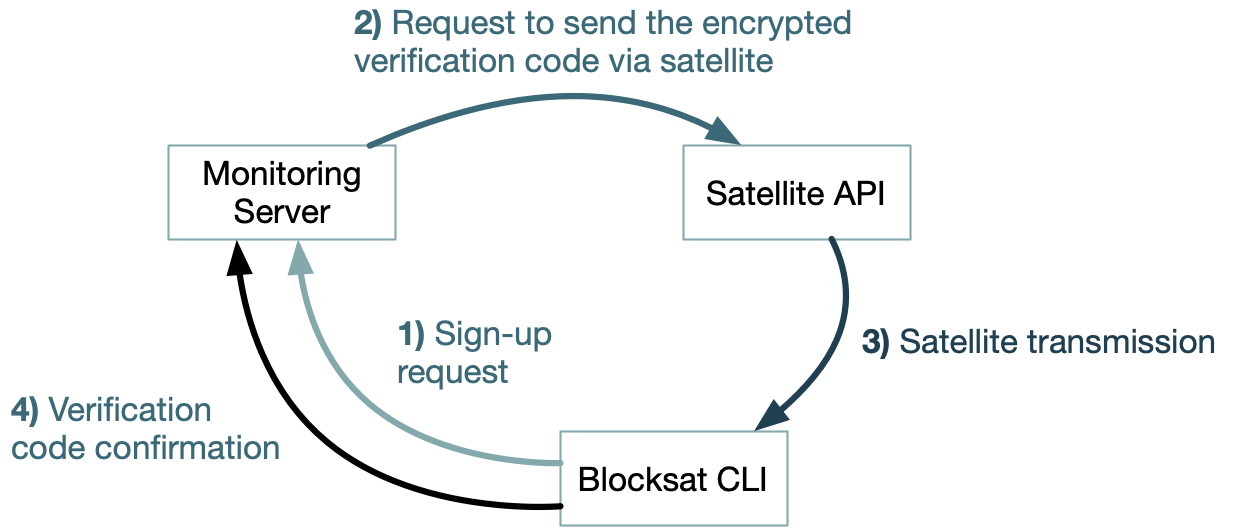 2) Request to send the encrypted
verification code via satellite
Monitoring
Server
Satellite API
1) Sign-up
request
3) Satellite transmission
4) Verification
code confirmation
Blocksat CLI